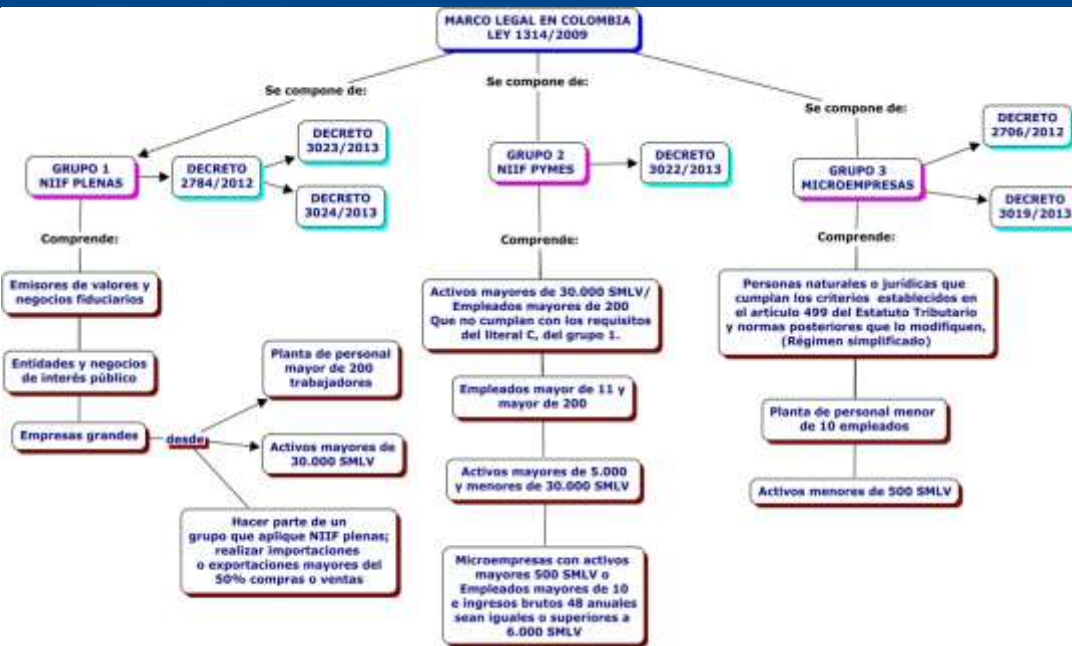 MARCO LEGAL EN COLOMBIA
LEY 1314/2009
Se compone de:
Se compone de:
Se compone de:
GRUPO 1
NIIF PLENAS
DECRETO
2784/2012
DECRETO
3023/2013
DECRETO
3024/2013
GRUPO 2
NIIF PYMES
DECRETO
3022/2013
GRUPO 3
MICROEMPRESAS
DECRETO
2706/2012
DECRETO
3019/2013
Comprende:
Emisores de valores y
negocios fiduciarios
Entidades y negocios
de interés público
Empresas grandes
desde
Planta de personal
mayor de 200
trabajadores
Activos mayores de
30.000 SMLV
Hacer parte de un
grupo que aplique NIIF plenas;
realizar importaciones
o exportaciones mayores del
50% compras o ventas
Comprende:
Activos mayores de 30.000 SMLV/
Empleados mayores de 200
Que no cumplan con los requisitos
del literal C, del grupo 1.
Empleados mayor de 11 y
mayor de 200
Activos mayores de 5.000
y menores de 30.000 SMLV
Microempresas con activos
mayores 500 SMLV o
Empleados mayores de 10
e ingresos brutos 48 anuales
sean iguales o superiores a
6.000 SMLV
Comprende:
Personas naturales o jurídicas que
cumplan los criterios establecidos en
el artículo 499 del Estatuto Tributario
y normas posteriores que lo modifiquen,
(Régimen simplificado)
Planta de personal menor
de 10 empleados
Activos menores de 500 SMLV